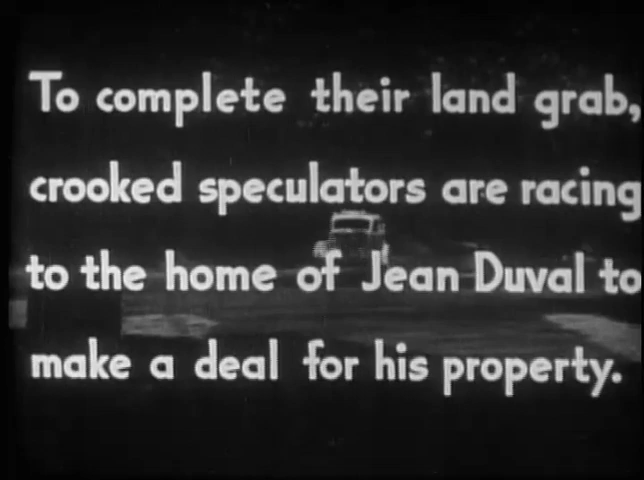 To complete their land grab,
crooked speculators are racing
to the home of Jean Duval to
make a deal for his property.